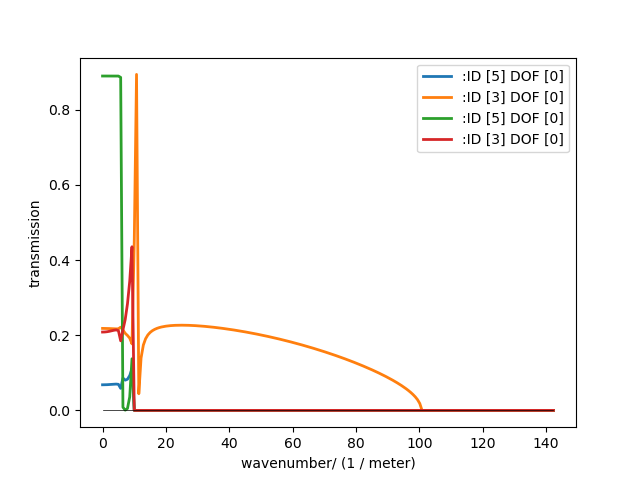 :ID [5] DOF [0]
:ID [3] DOF [0]
:ID [5] DOF [0]
:ID [3] DOF [0]
transmission
0.8
0.6
0.4
0.2
0.0
0 20 40 60 80 100 120 140
wavenumber/ (1 / meter)